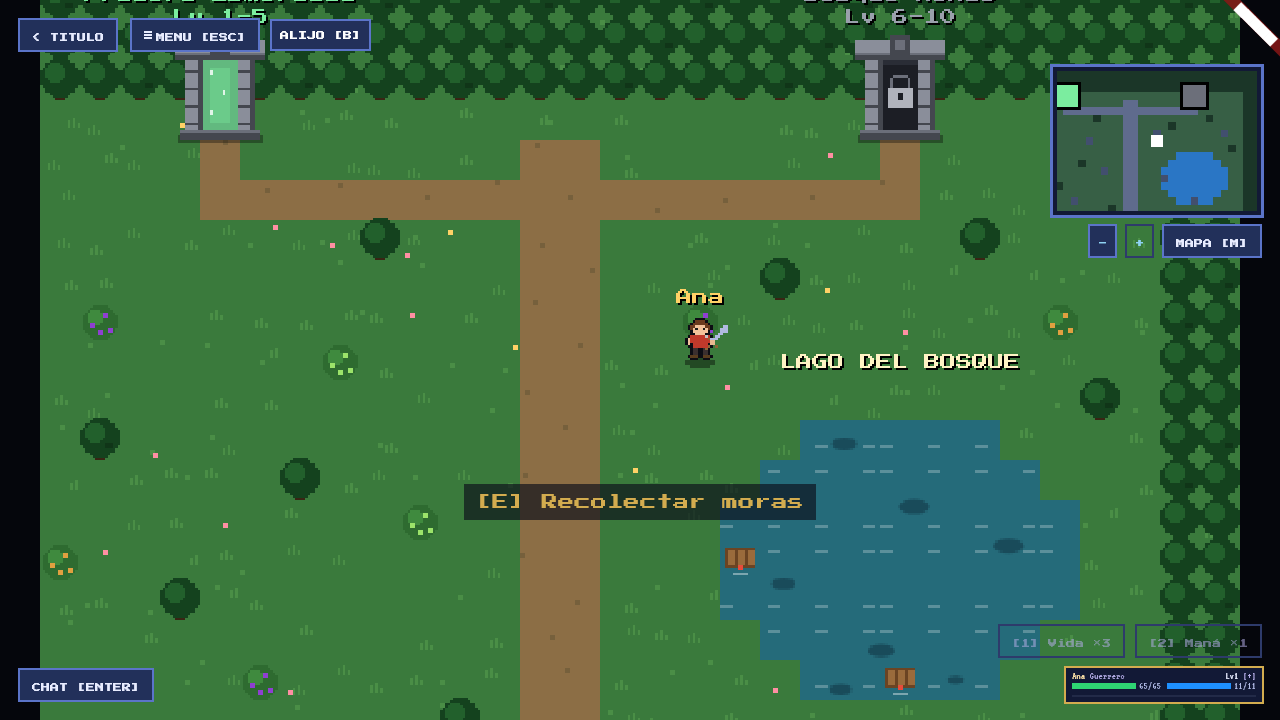 Lv 1-5
Lv 6-10
< TITULO
≡MENU [ESC]
ALIJO [B]
- + MAPA [M]
Ana
LAGO DEL BOSQUE
[E] Recolectar moras
[1] Vida ×3
[2] Maná ×1
CHAT [ENTER]
Ana Guerrero Lv1 [+]
65/65 11/11